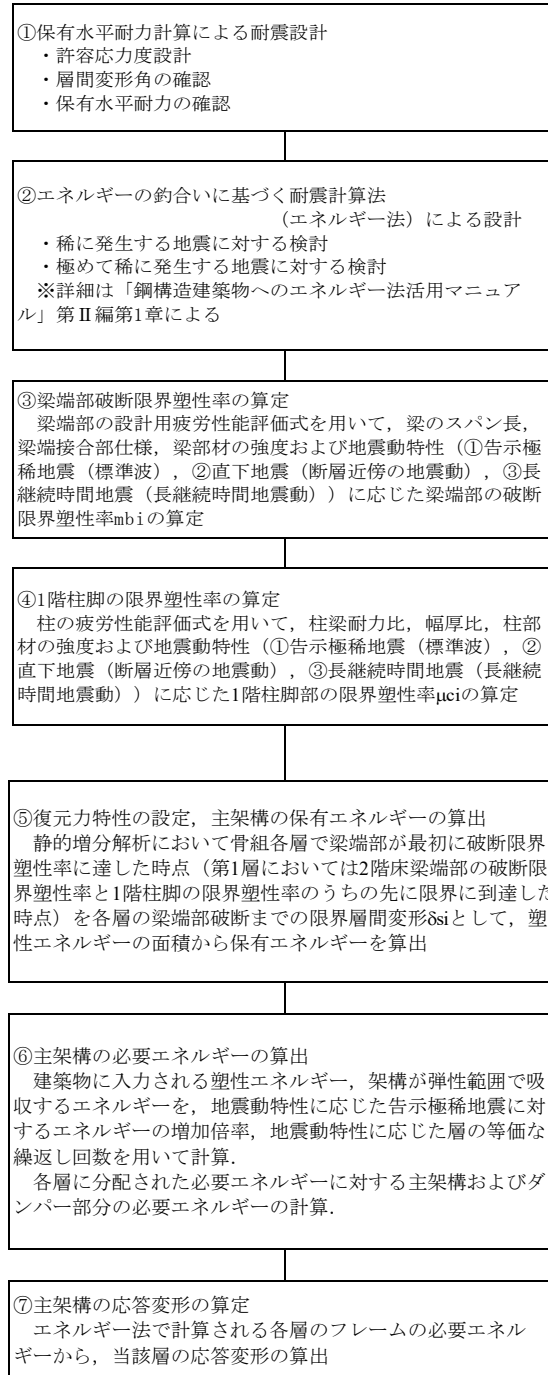 ①保有水平耐力計算による耐震設計
・許容応力度設計
・層間変形角の確認
・保有水平耐力の確認
②エネルギーの釣合いに基づく耐震計算法
（エネルギー法）による設計
・稀に発生する地震に対する検討
・極めて稀に発生する地震に対する検討
※詳細は「鋼構造建築物へのエネルギー法活用マニュア
ル」第Ⅱ編第1章による
③梁端部破断限界塑性率の算定
梁端部の設計用疲労性能評価式を用いて，梁のスパン長，
梁端接合部仕様，梁部材の強度および地震動特性（①告示極
稀地震（標準波），②直下地震（断層近傍の地震動），③長
継続時間地震（長継続時間地震動））に応じた梁端部の破断
限界塑性率mbiの算定
④1階柱脚の限界塑性率の算定
柱の疲労性能評価式を用いて，柱梁耐力比，幅厚比，柱部
材の強度および地震動特性（①告示極稀地震（標準波），②
直下地震（断層近傍の地震動），③長継続時間地震（長継続
時間地震動））に応じた1階柱脚部の限界塑性率μciの算定
⑤復元力特性の設定，主架構の保有エネルギーの算出
静的増分解析において骨組各層で梁端部が最初に破断限界
塑性率に達した時点（第1層においては2階床梁端部の破断限
界塑性率と1階柱脚の限界塑性率のうちの先に限界に到達した
時点）を各層の梁端部破断までの限界層間変形δsiとして，塑
性エネルギーの面積から保有エネルギーを算出
⑥主架構の必要エネルギーの算出
建築物に入力される塑性エネルギー，架構が弾性範囲で吸
収するエネルギーを，地震動特性に応じた告示極稀地震に対
するエネルギーの増加倍率，地震動特性に応じた層の等価な
繰返し回数を用いて計算．
各層に分配された必要エネルギーに対する主架構およびダ
ンパー部分の必要エネルギーの計算．
⑦主架構の応答変形の算定
エネルギー法で計算される各層のフレームの必要エネル
ギーから，当該層の応答変形の算出